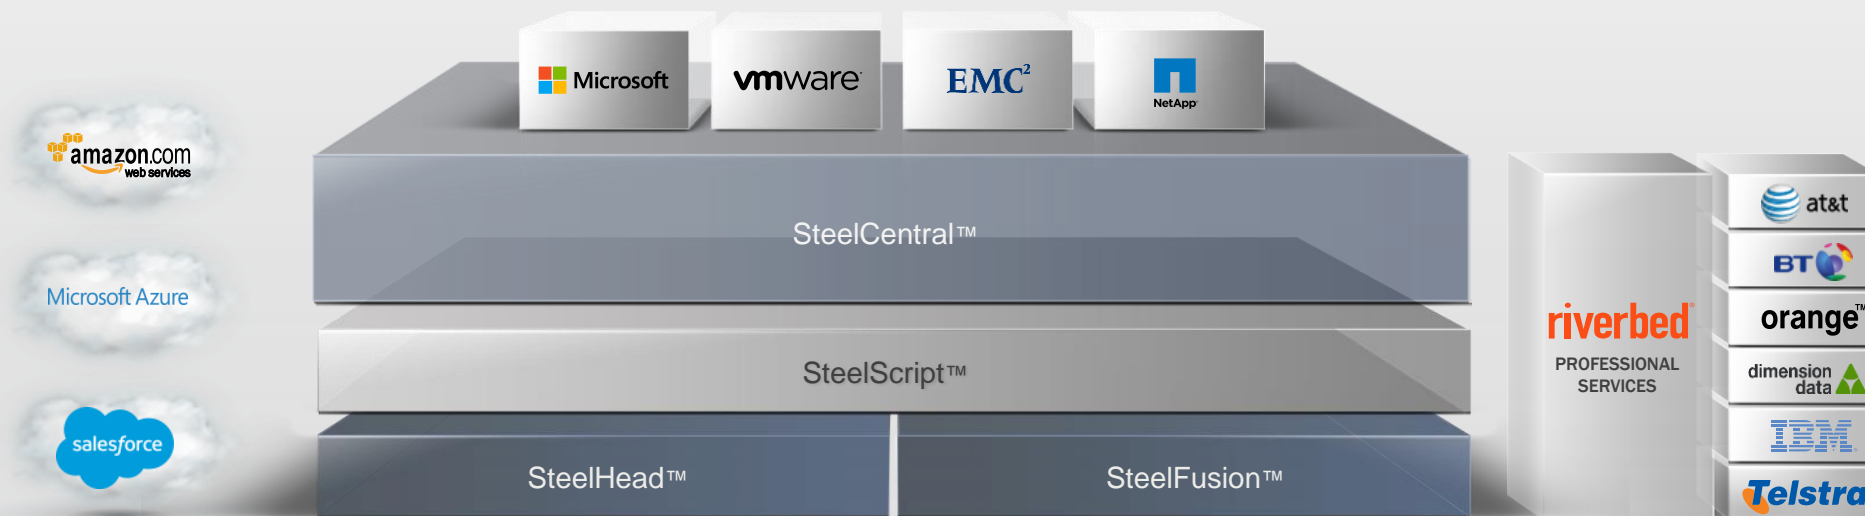 Microsoft
vmware
EMC²
NetApp
amazon.com
web services
Microsoft Azure
salesforce
SteelCentral™
SteelScript™
SteelHead™
SteelFusion™
riverbed®
PROFESSIONAL
SERVICES
at&t
BT
orange™
dimension
data
IBM
Telstra